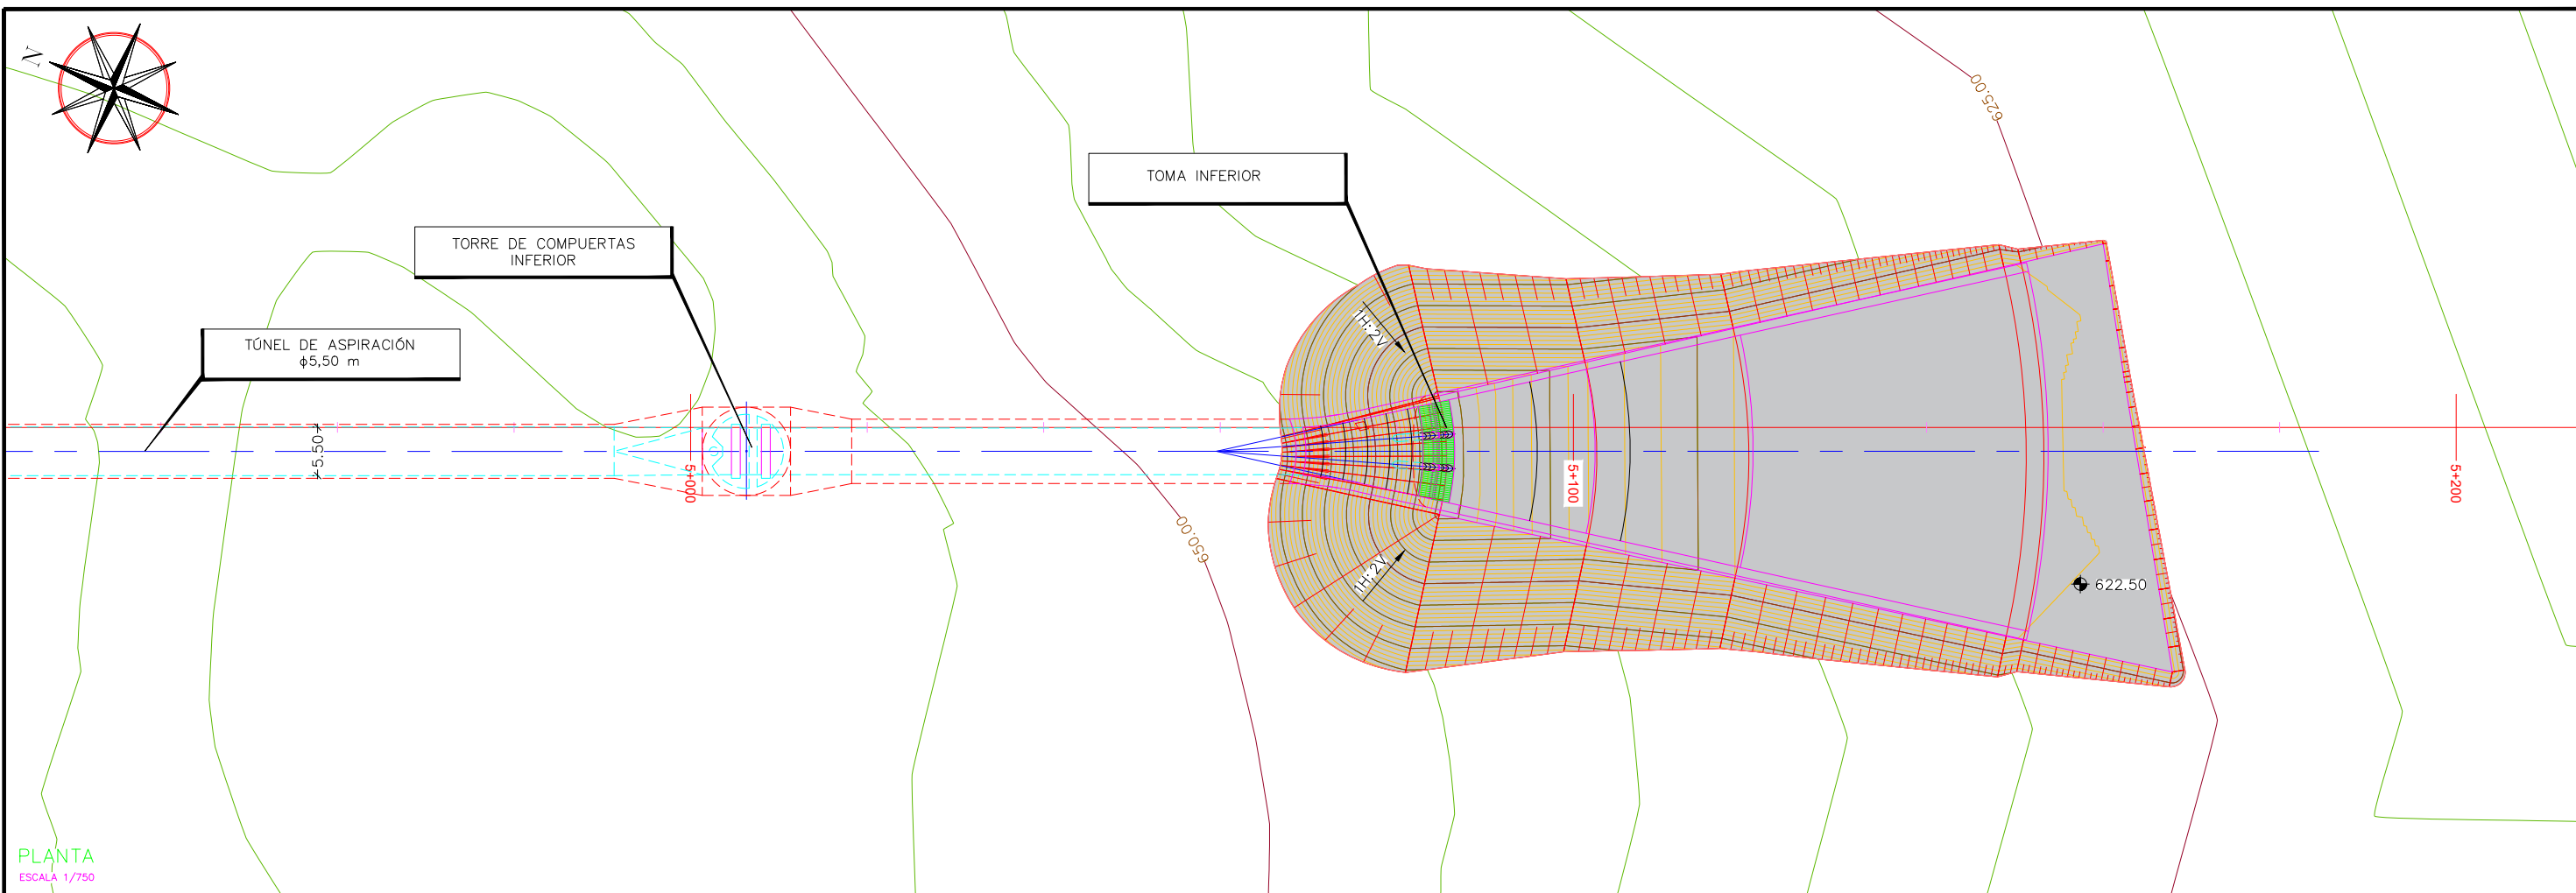 N
625.00
TOMA INFERIOR
TORRE DE COMPUERTAS
INFERIOR
TÚNEL DE ASPIRACIÓN
ϕ5,50 m
1H:2V
5.50
5+000
5+100
5+200
650.00
1H:2V
622.50
PLANTA
ESCALA 1/750